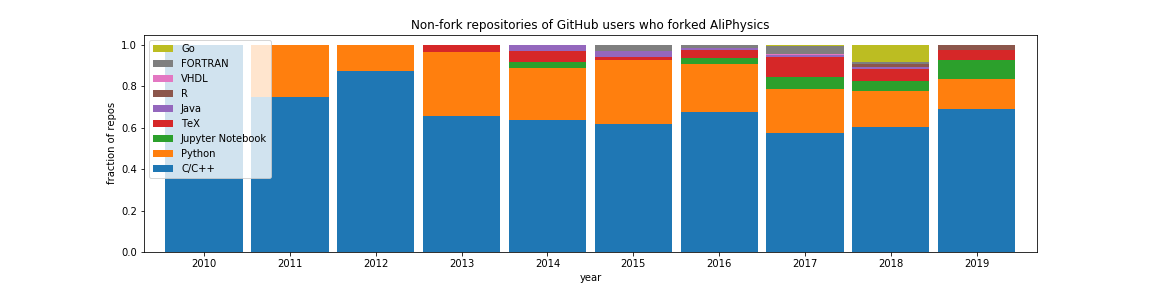 Non-fork repositories of GitHub users who forked AliPhysics
fraction of repos
1.0
0.8
0.6
0.4
0.2
0.0
Go
FORTRAN
VHDL
R
Java
TeX
Jupyter Notebook
Python
C/C++
2010 2011 2012 2013 2014 2015 2016 2017 2018 2019
year